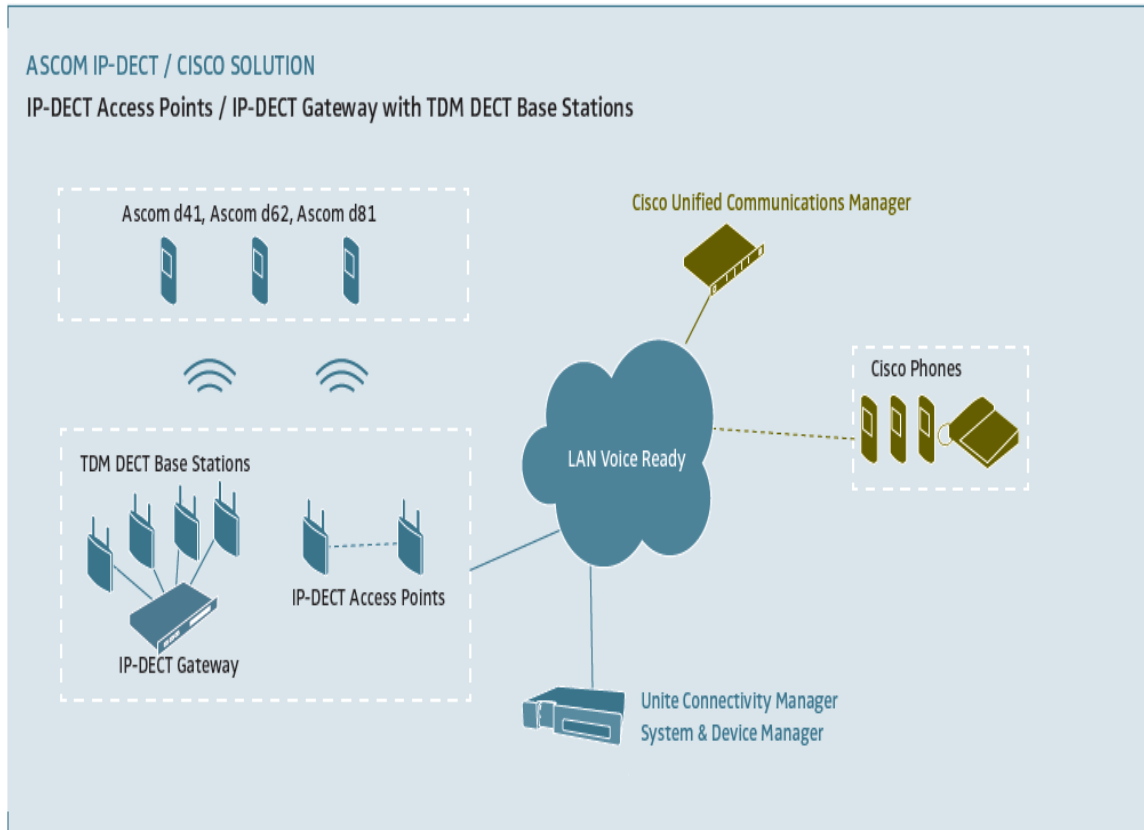 ASCOM IP-DECT / CISCO SOLUTION
IP-DECT Access Points / IP-DECT Gateway with TDM DECT Base Stations
Ascom d41, Ascom d62, Ascom d81
Cisco Unified Communications Manager
Cisco Phones
TDM DECT Base Stations
LAN Voice Ready
IP-DECT Access Points
IP-DECT Gateway
Unite Connectivity Manager
System & Device Manager